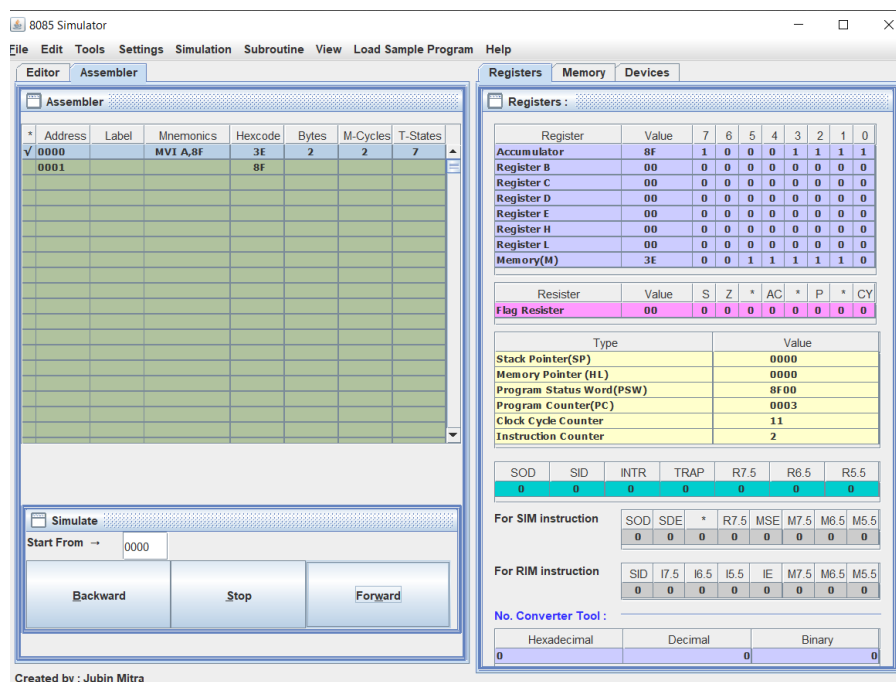 8085 Simulator
File Edit Tools Settings Simulation Subroutine View Load Sample Program Help
Editor Assembler
Assembler
* Address Label Mnemonics Hexcode Bytes M-Cycles T-States
√ 0000 MVI A,8F 3E 2 2 7
0001 8F
Simulate
Start From → 0000
Backward Stop Forward
Created by : Jubin Mitra
Registers Memory Devices
Registers :
Register Value 7 6 5 4 3 2 1 0
Accumulator 8F 1 0 0 0 1 1 1 1
Register B 00 0 0 0 0 0 0 0 0
Register C 00 0 0 0 0 0 0 0 0
Register D 00 0 0 0 0 0 0 0 0
Register E 00 0 0 0 0 0 0 0 0
Register H 00 0 0 0 0 0 0 0 0
Register L 00 0 0 0 0 0 0 0 0
Memory(M) 3E 0 0 1 1 1 1 1 0
Resister Value S Z * AC * P * CY
Flag Resister 00 0 0 0 0 0 0 0 0
Type Value
Stack Pointer(SP) 0000
Memory Pointer (HL) 0000
Program Status Word(PSW) 8F00
Program Counter(PC) 0003
Clock Cycle Counter 11
Instruction Counter 2
SOD SID INTR TRAP R7.5 R6.5 R5.5
0 0 0 0 0 0 0
For SIM instruction SOD SDE * R7.5 MSE M7.5 M6.5 M5.5
0 0 0 0 0 0 0 0
For RIM instruction SID I7.5 I6.5 I5.5 IE M7.5 M6.5 M5.5
0 0 0 0 0 0 0 0
No. Converter Tool :
Hexadecimal Decimal Binary
0 0 0